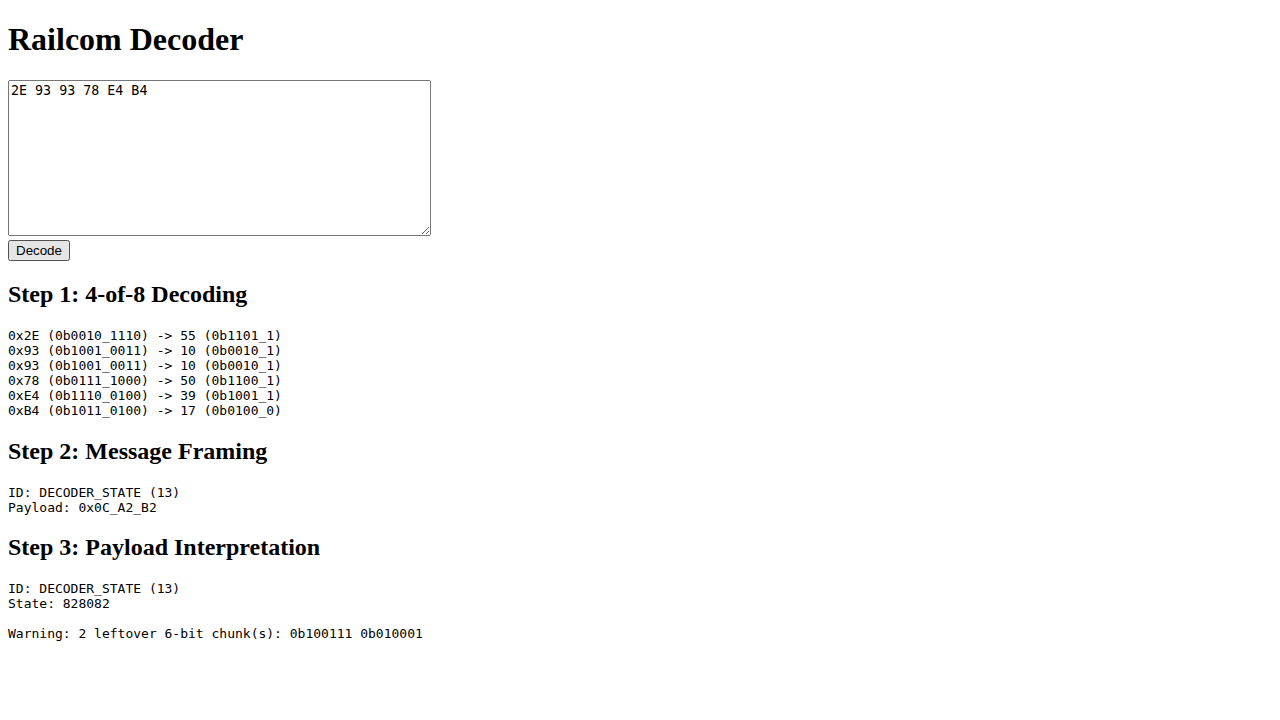 Railcom Decoder
2E 93 93 78 E4 B4
Decode
Step 1: 4-of-8 Decoding
0x2E (0b0010_1110) -> 55 (0b1101_1)
0x93 (0b1001_0011) -> 10 (0b0010_1)
0x93 (0b1001_0011) -> 10 (0b0010_1)
0x78 (0b0111_1000) -> 50 (0b1100_1)
0xE4 (0b1110_0100) -> 39 (0b1001_1)
0xB4 (0b1011_0100) -> 17 (0b0100_0)
Step 2: Message Framing
ID: DECODER_STATE (13)
Payload: 0x0C_A2_B2
Step 3: Payload Interpretation
ID: DECODER_STATE (13)
State: 828082
Warning: 2 leftover 6-bit chunk(s): 0b100111 0b010001